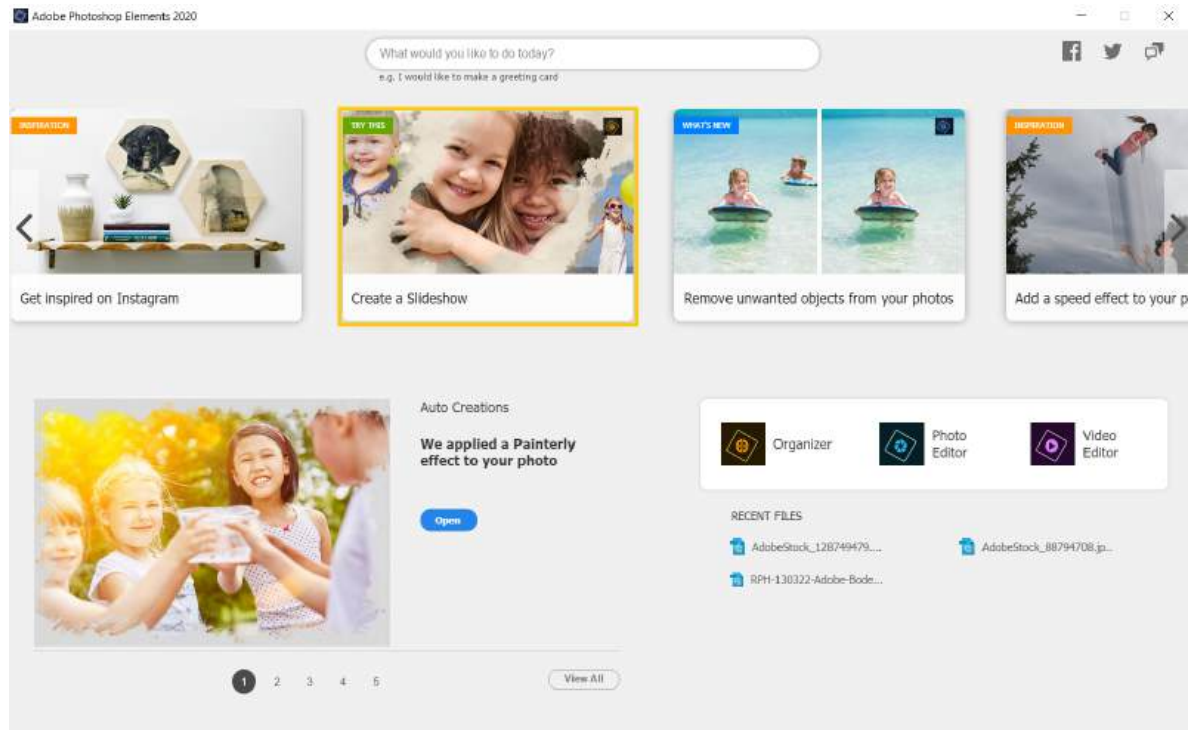 Adobe Photoshop Elements 2020
What would you like to do today?
e.g. I would like to make a greeting card
INSPIRATION
TRY THIS
WHAT'S NEW
INSPIRATION
Get inspired on Instagram
Create a Slideshow
Remove unwanted objects from your photos
Add a speed effect to your p
Auto Creations
We applied a Painterly
effect to your photo
Open
Organizer
Photo
Editor
Video
Editor
RECENT FILES
AdobeStock_128749479....
AdobeStock_88794708.jp...
RPH-130322-Adobe-Bode...
1 2 3 4 5
View All